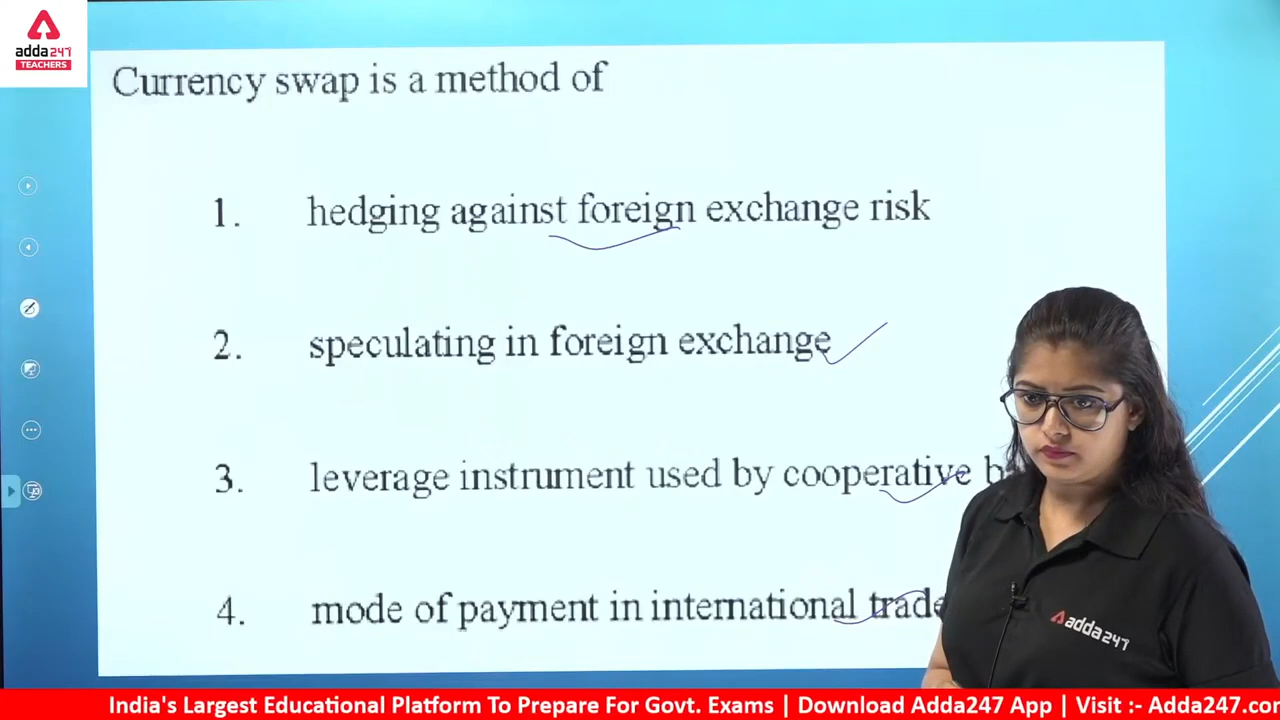 adda247
TEACHERS
Currency swap is a method of
1. hedging against foreign exchange risk
2. speculating in foreign exchange
3. leverage instrument used by cooperative
4. mode of payment in international trade
adda247
India's Largest Educational Platform To Prepare For Govt. Exams | Download Adda247 App | Visit :- Adda247.com